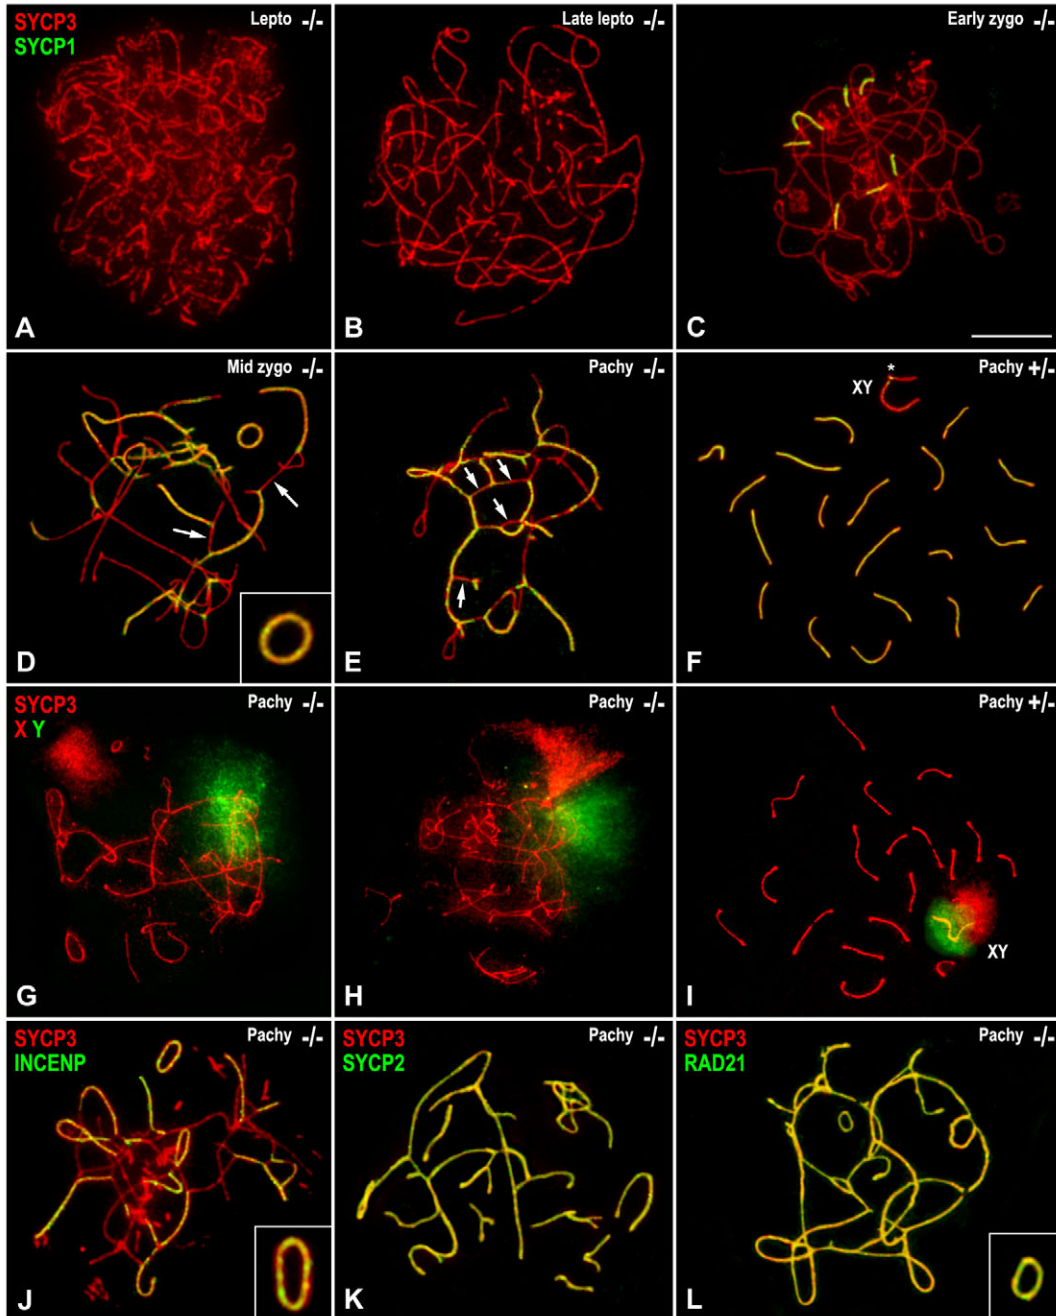 SYCP3
SYCP1
Lepto -/-
A
Late lepto -/-
B
Early zygo -/-
C
Mid zygo -/-
D
Pachy -/-
E
Pachy +/-
*
XY
F
SYCP3
X Y
Pachy -/-
G
Pachy -/-
H
Pachy +/-
XY
I
SYCP3
INCENP
Pachy -/-
J
SYCP3
SYCP2
Pachy -/-
K
SYCP3
RAD21
Pachy -/-
L